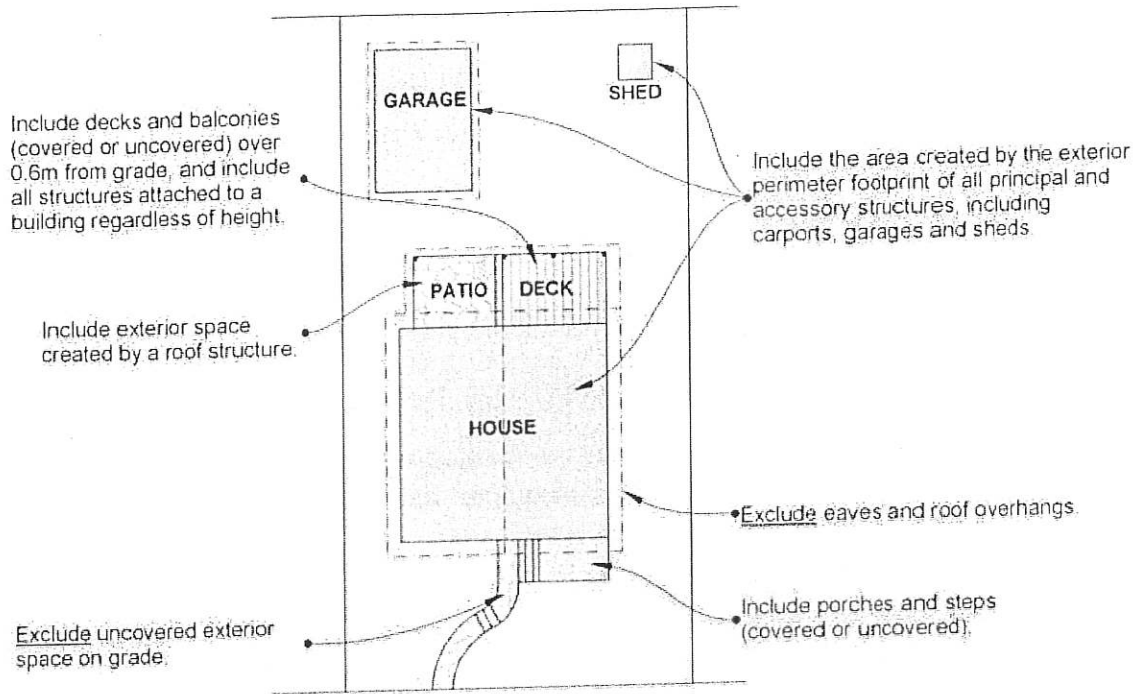 GARAGE
SHED
Include decks and balconies
(covered or uncovered) over
0.6m from grade, and include
all structures attached to a
building regardless of height.
Include the area created by the exterior
perimeter footprint of all principal and
accessory structures, including
carports, garages and sheds.
PATIO
DECK
Include exterior space
created by a roof structure.
HOUSE
Exclude eaves and roof overhangs.
Include porches and steps
(covered or uncovered).
Exclude uncovered exterior
space on grade.